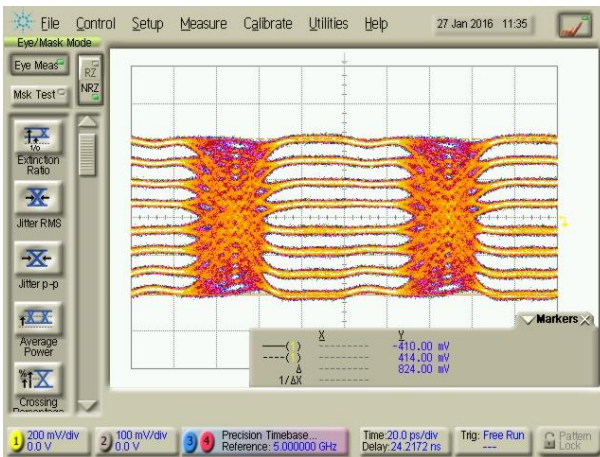 File Control Setup Measure Calibrate Utilities Help 27 Jan 2016 11:35
Eye/Mask Mode
Eye Meas
RZ
NRZ
Msk Test
Extinction
Ratio
Jitter RMS
Jitter p-p
Average
Power
Crossing
Markers
X Y
-410.00 mV
414.00 mV
Δ 824.00 mV
1/ΔX
1 200 mV/div
0.0 V
2 100 mV/div
0.0 V
3 4 Precision Timebase...
Reference: 5.000000 GHz
Time:20.0 ps/div
Delay:24.2172 ns
Trig: Free Run
---
Pattern
Lock